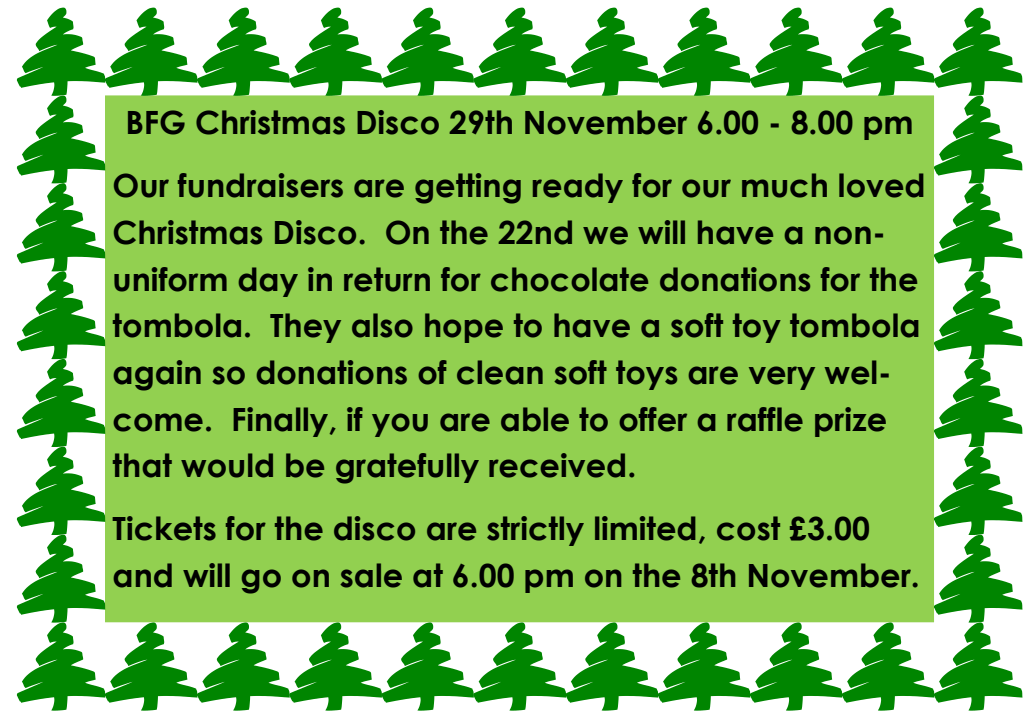 BFG Christmas Disco 29th November 6.00 - 8.00 pm
Our fundraisers are getting ready for our much loved
Christmas Disco.  On the 22nd we will have a non-
uniform day in return for chocolate donations for the
tombola.  They also hope to have a soft toy tombola
again so donations of clean soft toys are very wel-
come.  Finally, if you are able to offer a raffle prize
that would be gratefully received.
Tickets for the disco are strictly limited, cost £3.00
and will go on sale at 6.00 pm on the 8th November.